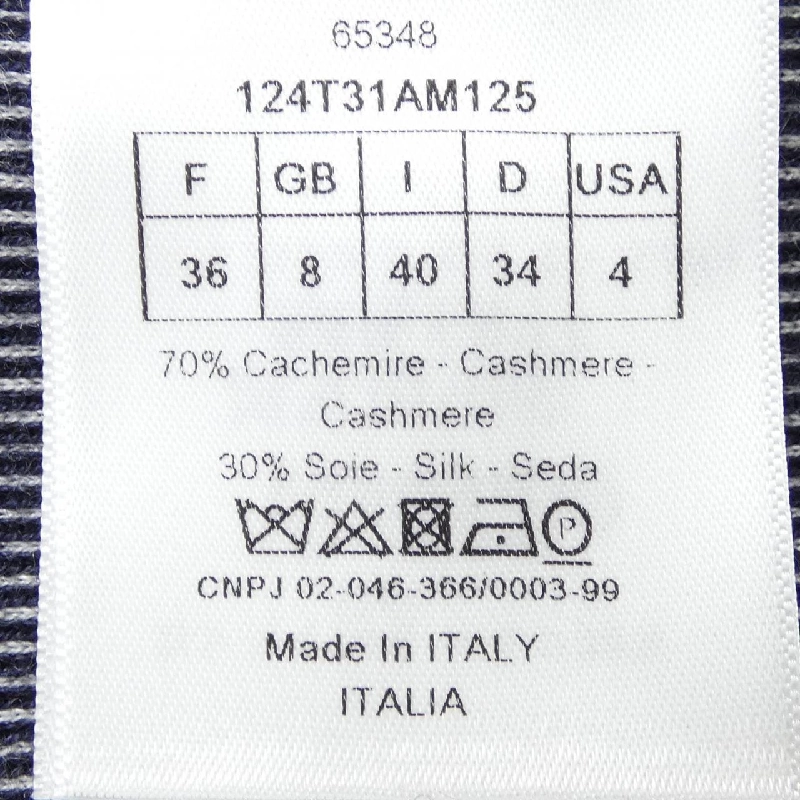 65348
124T31AM125
F GB I D USA
36 8 40 34 4
70% Cachemire - Cashmere -
Cashmere
30% Soie - Silk - Seda
P
CNPJ 02-046-366/0003-99
Made In ITALY
ITALIA